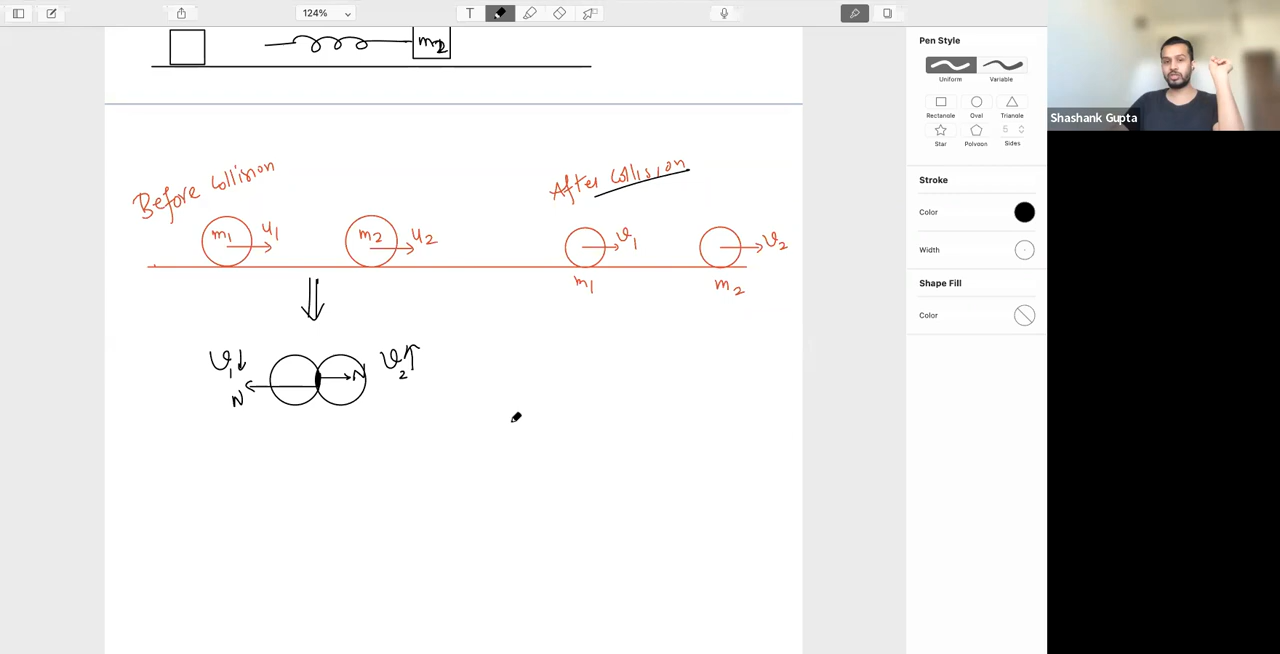 124%
T
m2
Before collision
After collision
m1 u1
m2 u2
v1
v2
m1
m2
v1↓
N
N
v2↑
Pen Style
Uniform
Variable
Rectangle
Oval
Triangle
Star
Polygon
5
Sides
Stroke
Color
Width
Shape Fill
Color
Shashank Gupta